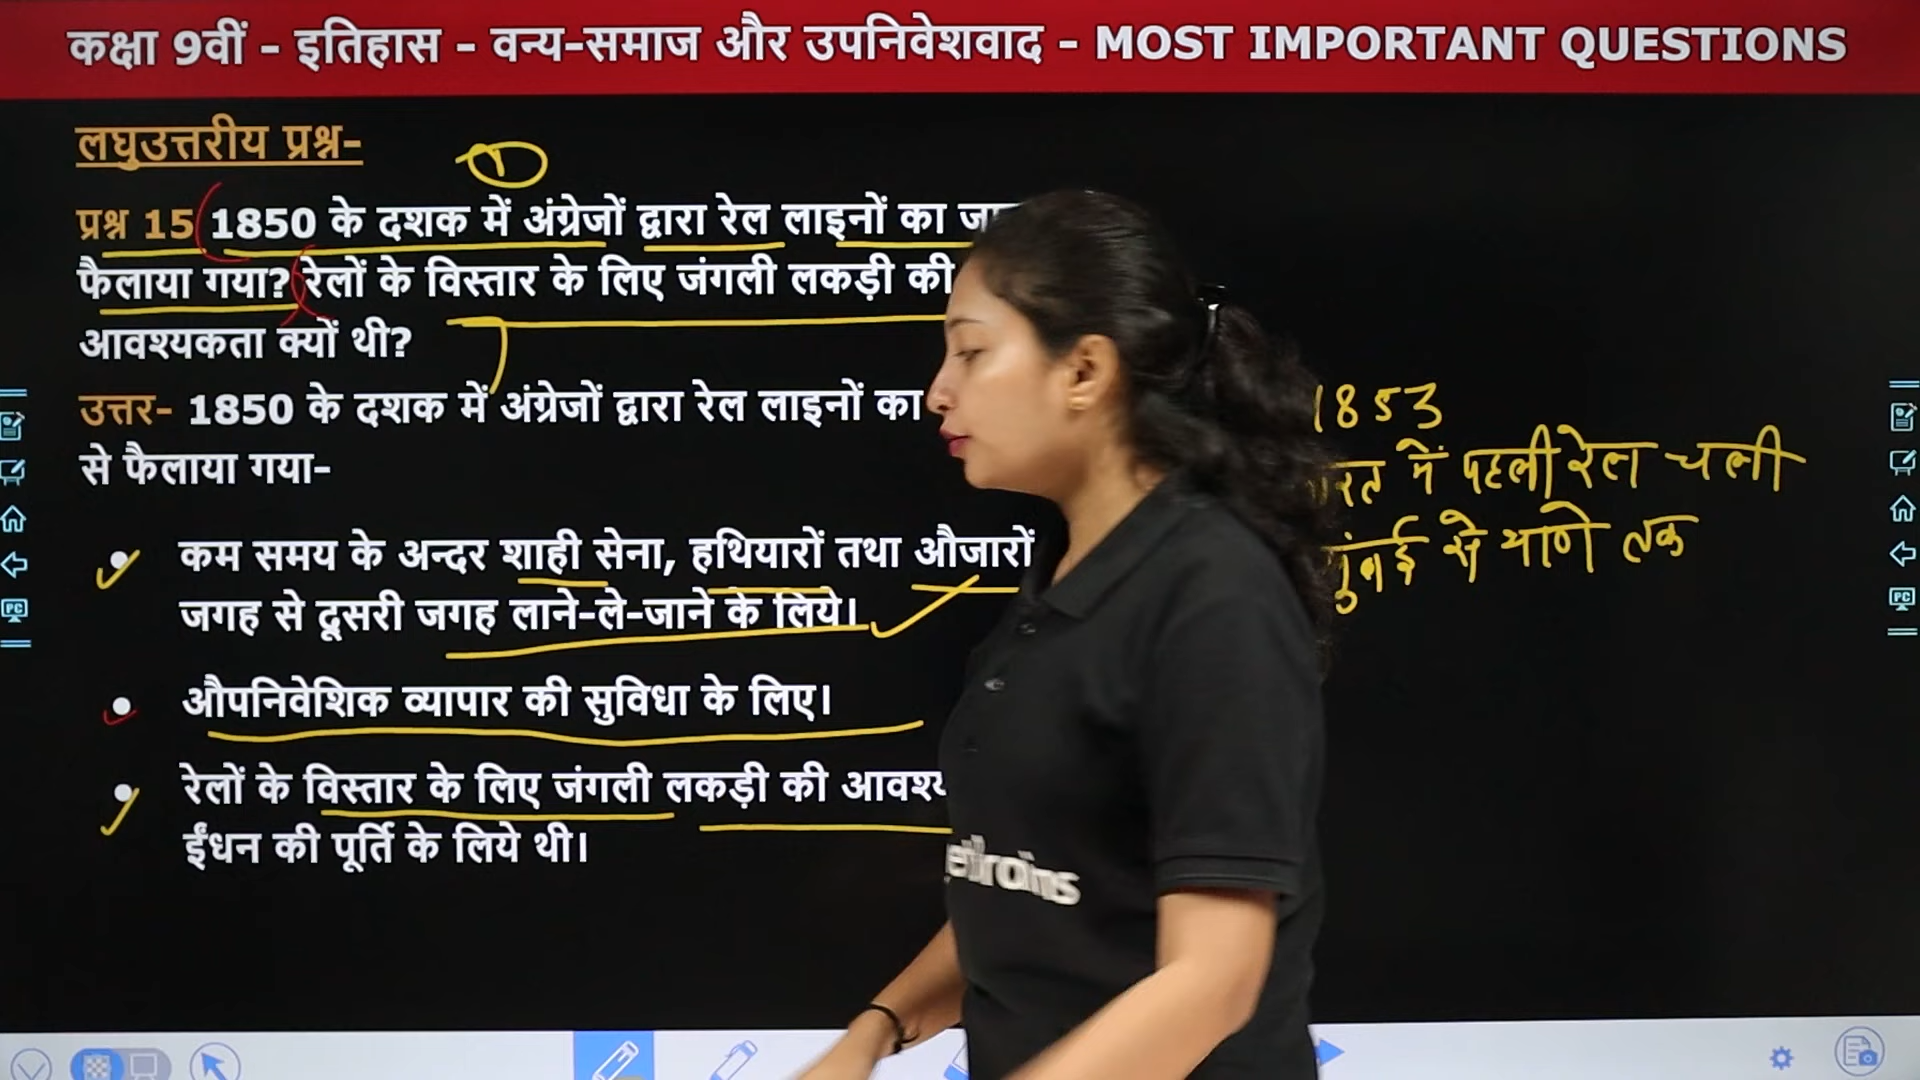 कक्षा 9वीं - इतिहास - वन्य-समाज और उपनिवेशवाद - MOST IMPORTANT QUESTIONS
लघुउत्तरीय प्रश्न-
प्रश्न 15 1850 के दशक में अंग्रेजों द्वारा रेल लाइनों का
फैलाया गया? रेलों के विस्तार के लिए जंगली लकड़ी की
आवश्यकता क्यों थी?
उत्तर- 1850 के दशक में अंग्रेजों द्वारा रेल लाइनों का
से फैलाया गया-
कम समय के अन्दर शाही सेना, हथियारों तथा औजारों
जगह से दूसरी जगह लाने-ले-जाने के लिये।
औपनिवेशिक व्यापार की सुविधा के लिए।
रेलों के विस्तार के लिए जंगली लकड़ी की
ईंधन की पूर्ति के लिये थी।
1853
में पहली रेल चली
से थाणे तक
PC
PC